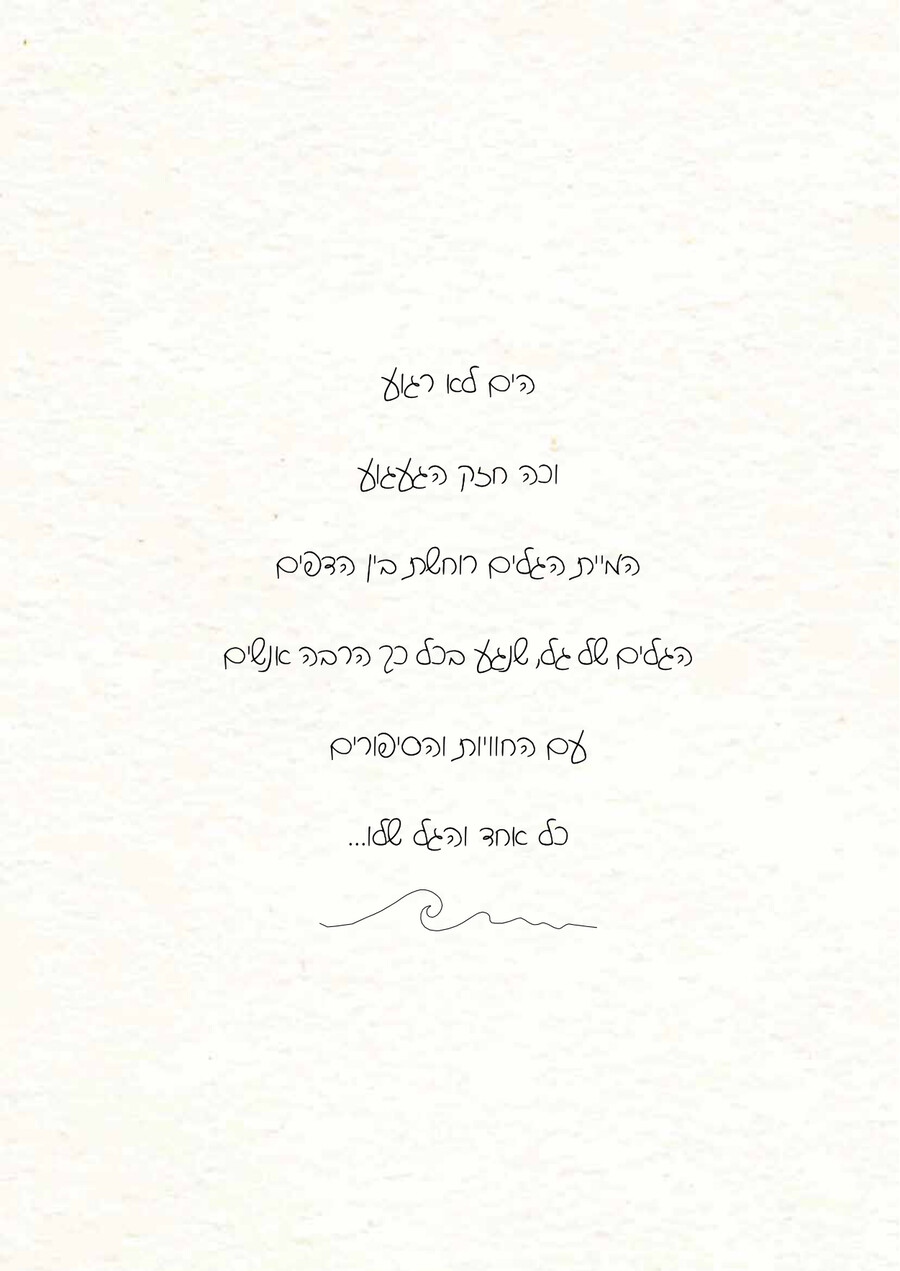 הים לא רגוע
וכה חזק הגעגוע
המיית הגלים רוחשת בין הדפים
הגלים של גל, שנגע בכל כך הרבה אנשים
עם החוויות והסיפורים
כל אחד והגל שלו...